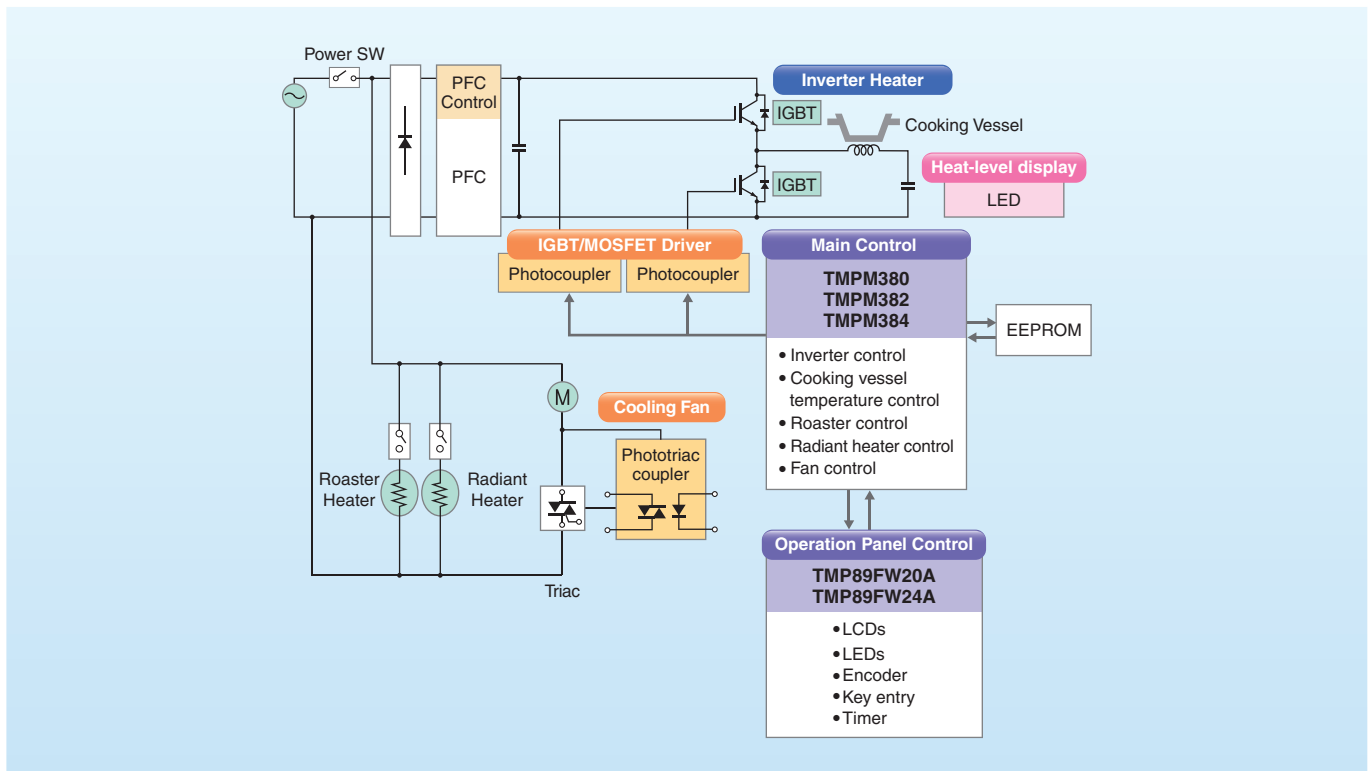 Power SW
PFC
Control
PFC
Inverter Heater
IGBT
Cooking Vessel
IGBT
Heat-level display
LED
IGBT/MOSFET Driver
Photocoupler
Photocoupler
Main Control
TMPM380
TMPM382
TMPM384
• Inverter control
• Cooking vessel
temperature control
• Roaster control
• Radiant heater control
• Fan control
EEPROM
M
Cooling Fan
Phototriac
coupler
Roaster
Heater
Radiant
Heater
Triac
Operation Panel Control
TMP89FW20A
TMP89FW24A
• LCDs
• LEDs
• Encoder
• Key entry
• Timer